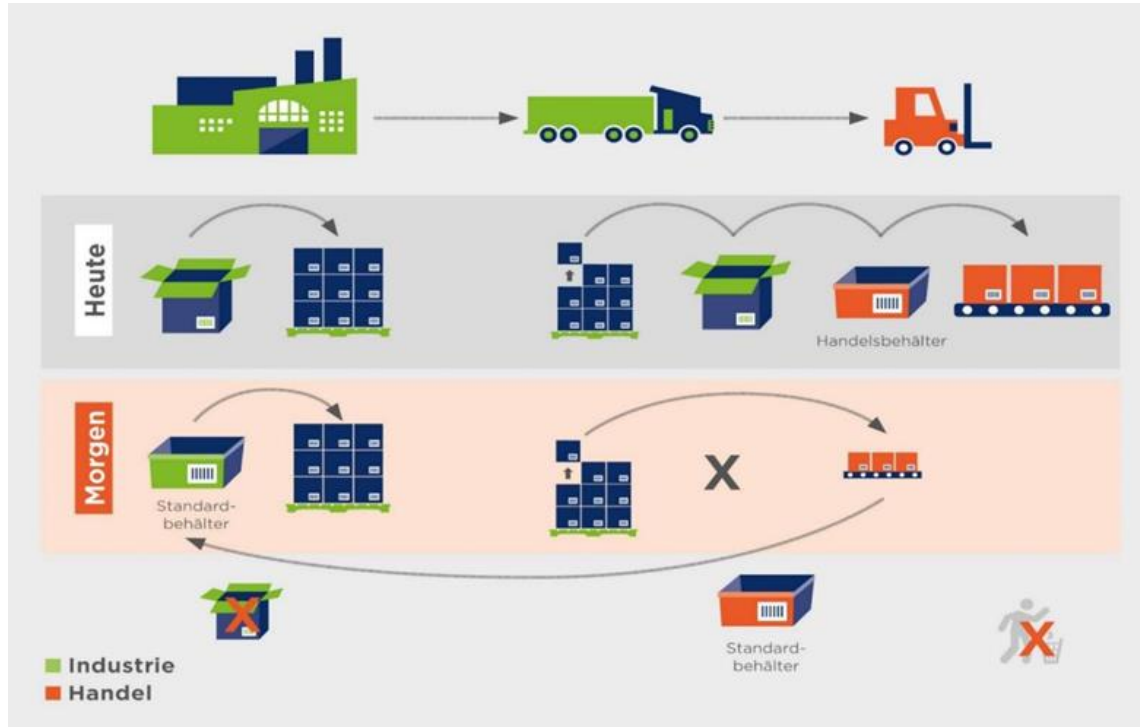 Heute
Handelsbehälter
Morgen
X
Standard-
behälter
X
Standard-
behälter
X
Industrie
Handel